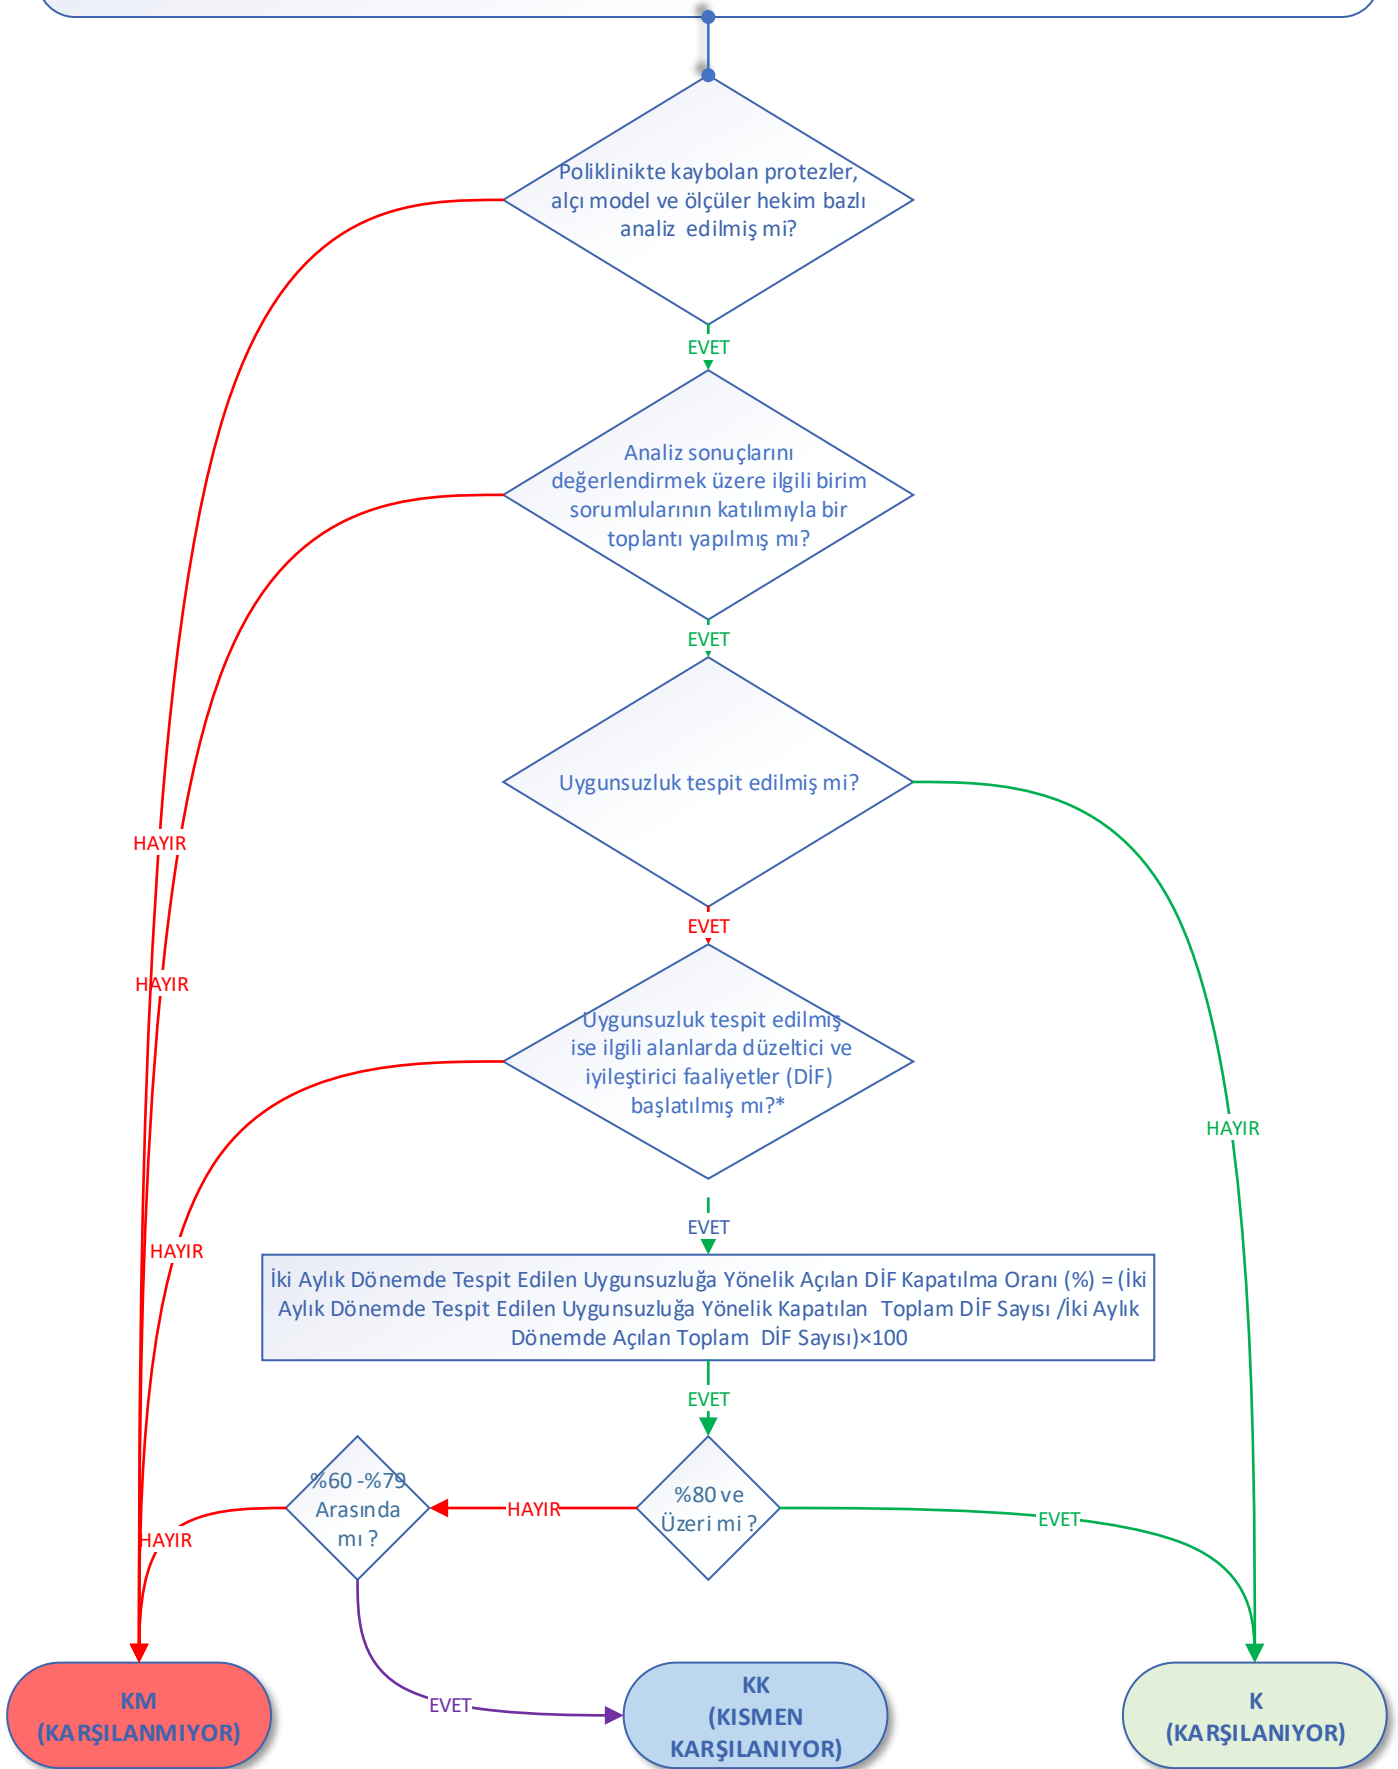 Poliklinikte kaybolan protezler,
alçı model ve ölçüler hekim bazlı
analiz edilmiş mi?
EVET
Analiz sonuçlarını
değerlendirmek üzere ilgili birim
sorumlularının katılımıyla bir
toplantı yapılmış mı?
EVET
Uygunsuzluk tespit edilmiş mi?
HAYIR
EVET
HAYIR
Uygunsuzluk tespit edilmiş
ise ilgili alanlarda düzeltici ve
iyileştirici faaliyetler (DİF)
başlatılmış mı?*
HAYIR
EVET
HAYIR
İki Aylık Dönemde Tespit Edilen Uygunsuzluğa Yönelik Açılan DİF Kapatılma Oranı (%) = (İki
Aylık Dönemde Tespit Edilen Uygunsuzluğa Yönelik Kapatılan Toplam DİF Sayısı /İki Aylık
Dönemde Açılan Toplam DİF Sayısı)×100
EVET
%60 -%79
Arasında
mı ?
HAYIR
%80 ve
Üzeri mi ?
EVET
HAYIR
EVET
KM
(KARŞILANMIYOR)
KK
(KISMEN
KARŞILANIYOR)
K
(KARŞILANIYOR)